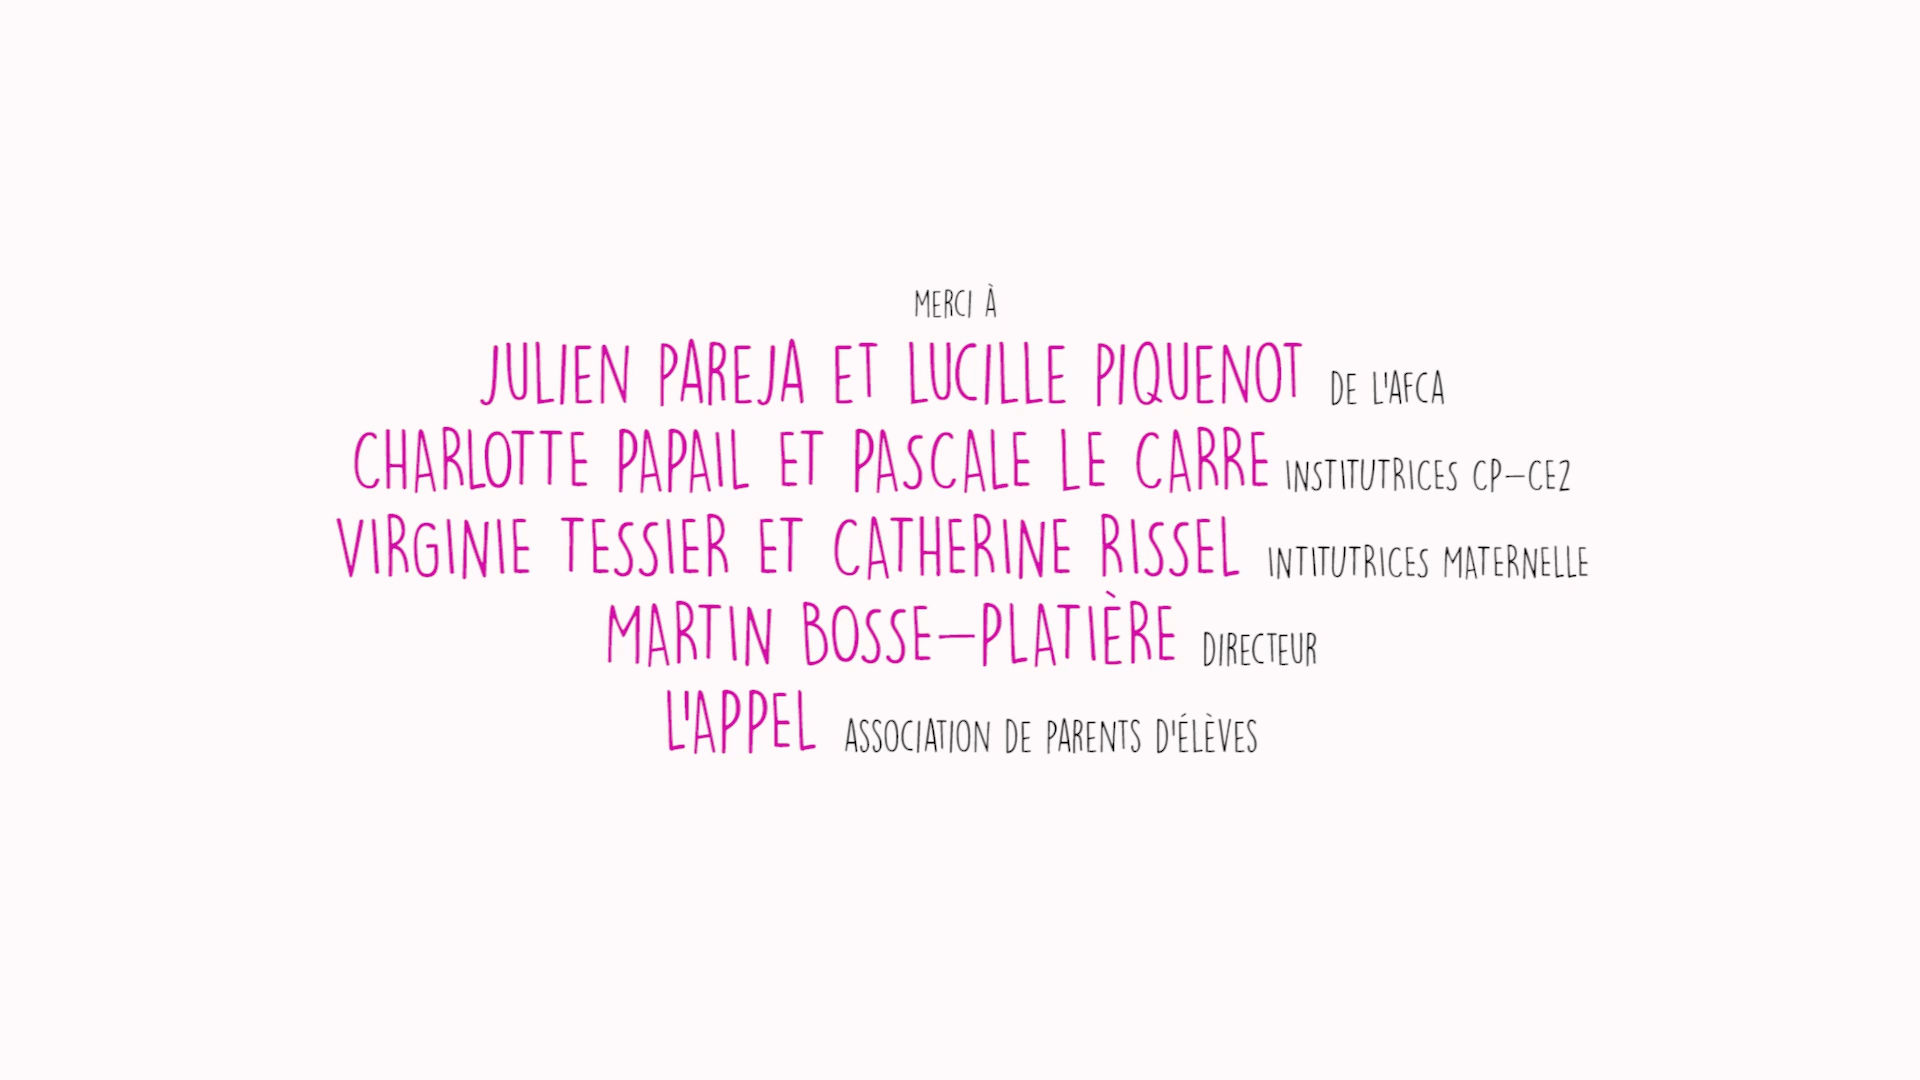 MERCI À
JULIEN PAREJA ET LUCILLE PIQUENOT DE L'AFCA
CHARLOTTE PAPAIL ET PASCALE LE CARRE INSTITUTRICES CP-CE2
VIRGINIE TESSIER ET CATHERINE RISSEL INTITUTRICES MATERNELLE
MARTIN BOSSE-PLATIÈRE DIRECTEUR
L'APPEL ASSOCIATION DE PARENTS D'ÉLÈVES